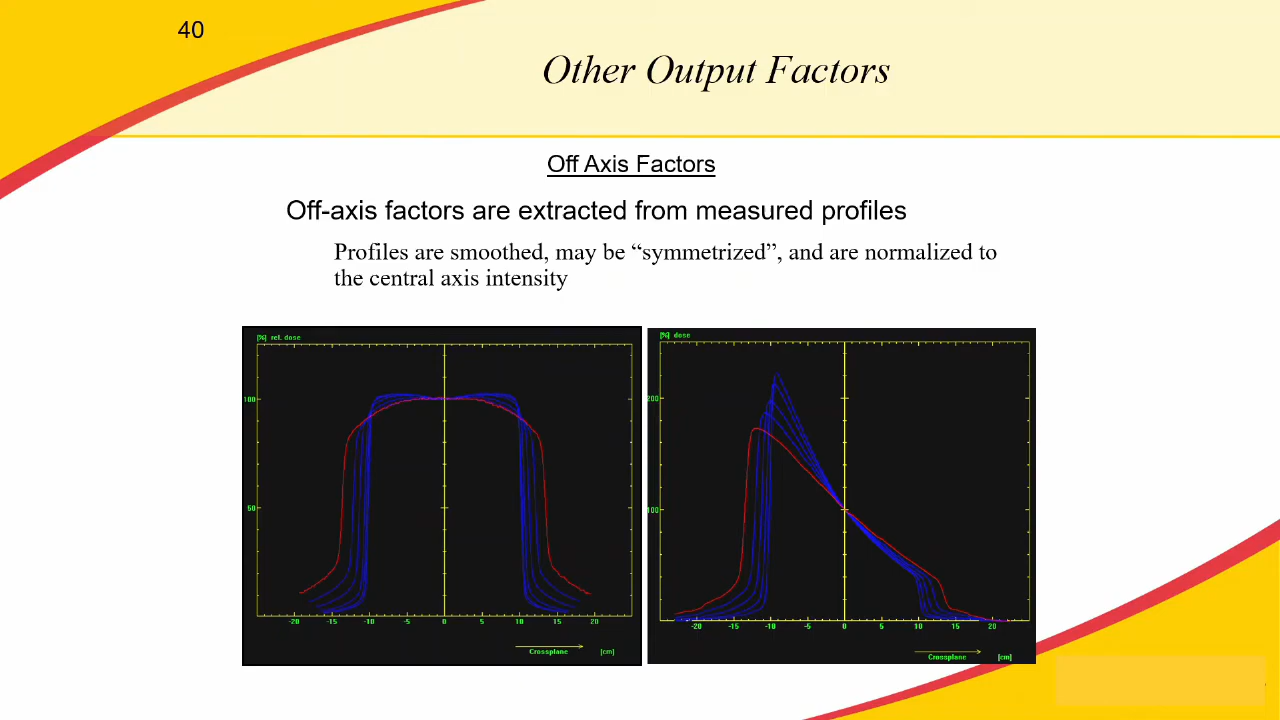 40
Other Output Factors
Off Axis Factors
Off-axis factors are extracted from measured profiles
Profiles are smoothed, may be “symmetrized”, and are normalized to
the central axis intensity
[%] rel. dose
100
50
-20 -15 -10 -5 0 5 10 15 20
Crossplane [cm]
[%] dose
200
100
-20 -15 -10 -5 0 5 10 15 20
Crossplane [cm]